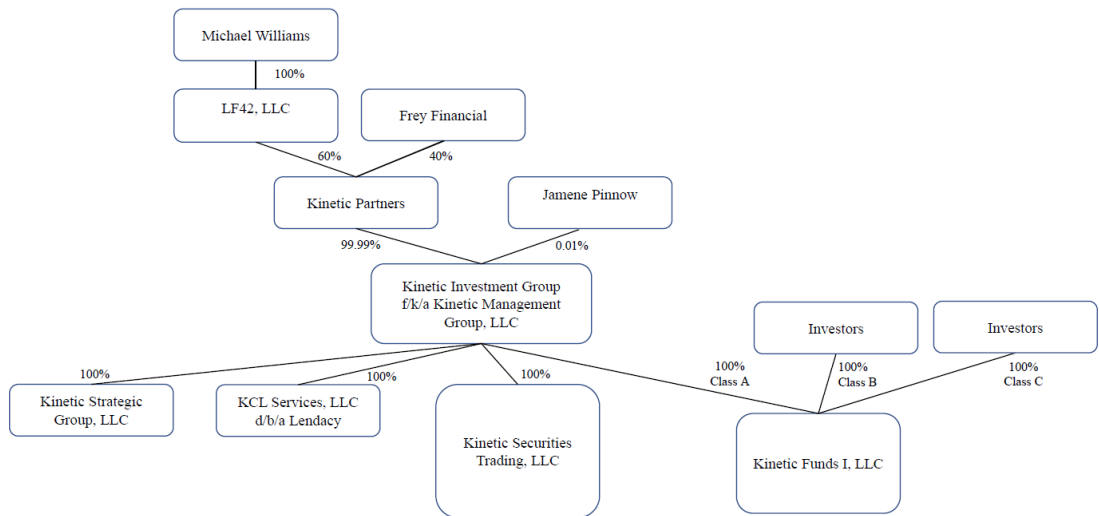 Michael Williams
100%
LF42, LLC
Frey Financial
60%
40%
Kinetic Partners
Jamene Pinnow
99.99%
0.01%
Kinetic Investment Group
f/k/a Kinetic Management
Group, LLC
Investors
Investors
100%
100%
100%
100%
Class A
100%
Class B
100%
Class C
Kinetic Strategic
Group, LLC
KCL Services, LLC
d/b/a Lendacy
Kinetic Securities
Trading, LLC
Kinetic Funds I, LLC